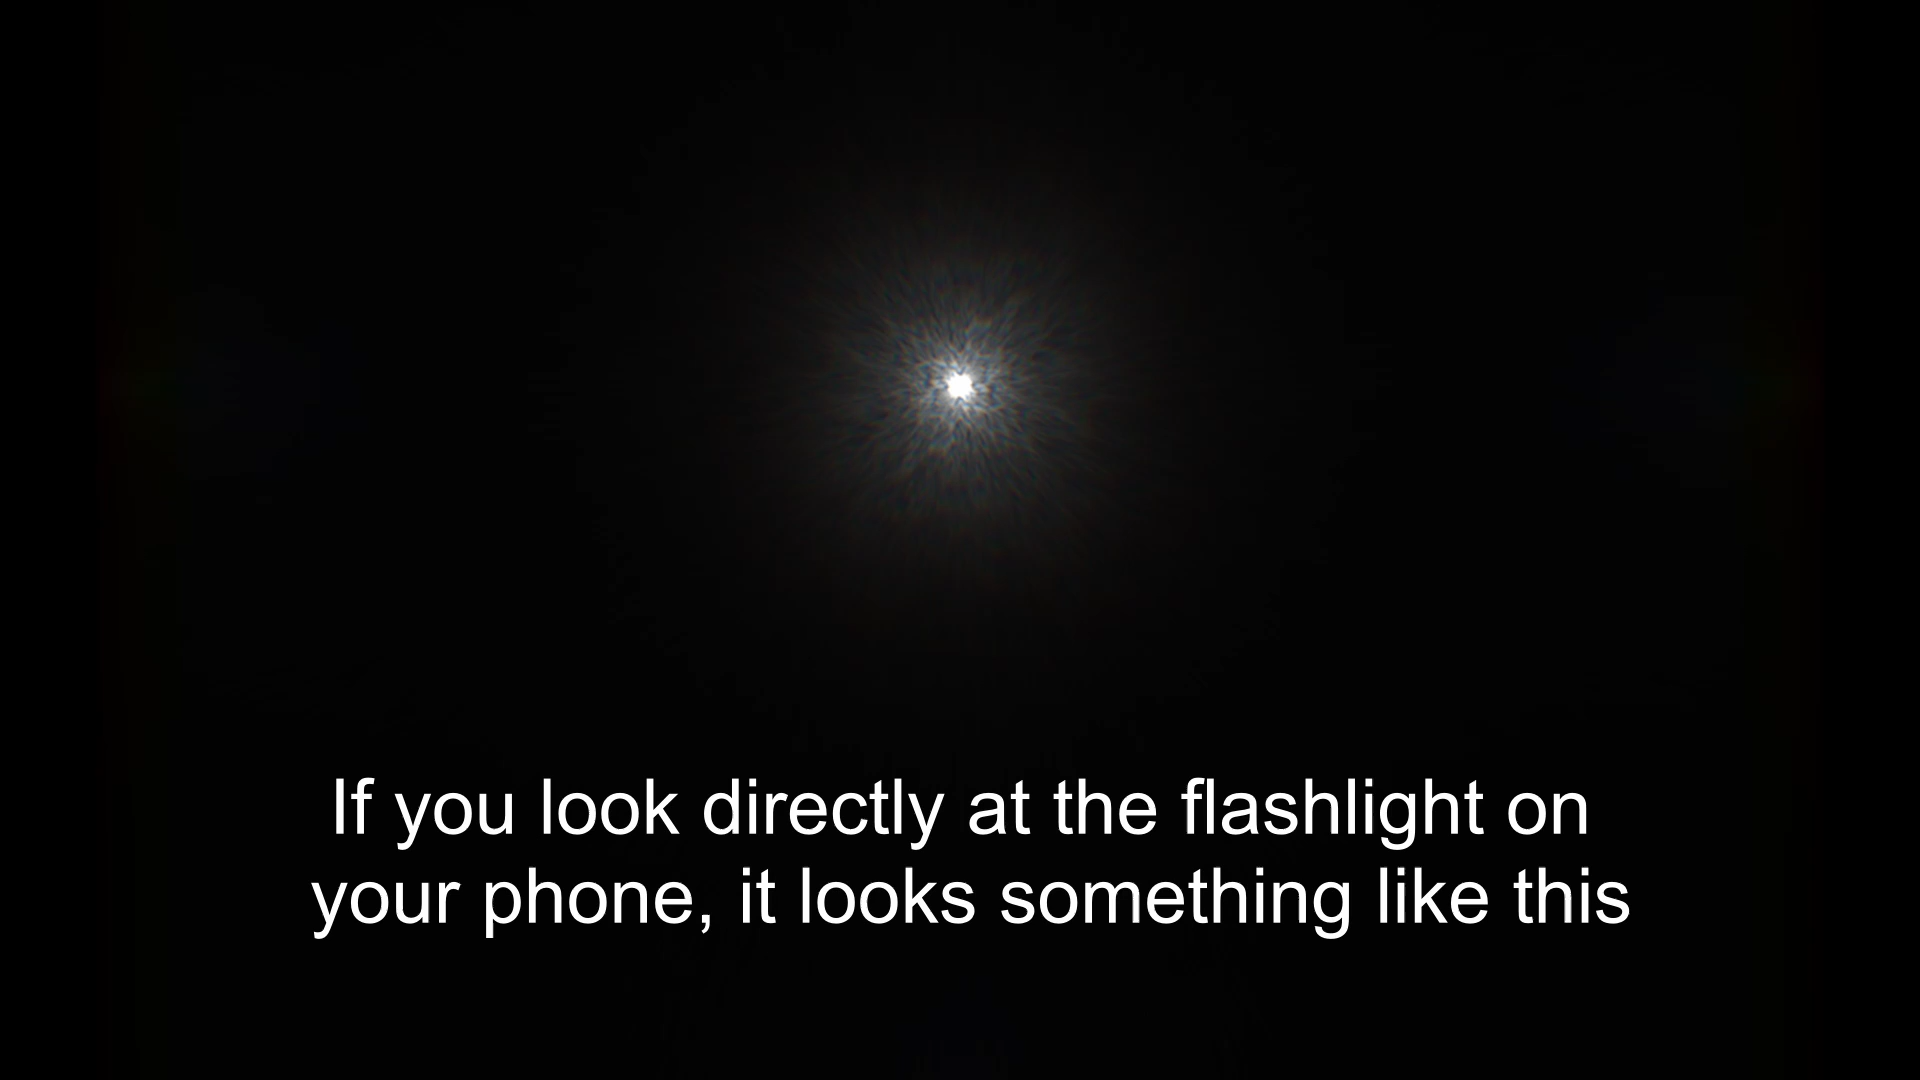 If you look directly at the flashlight on
your phone, it looks something like this